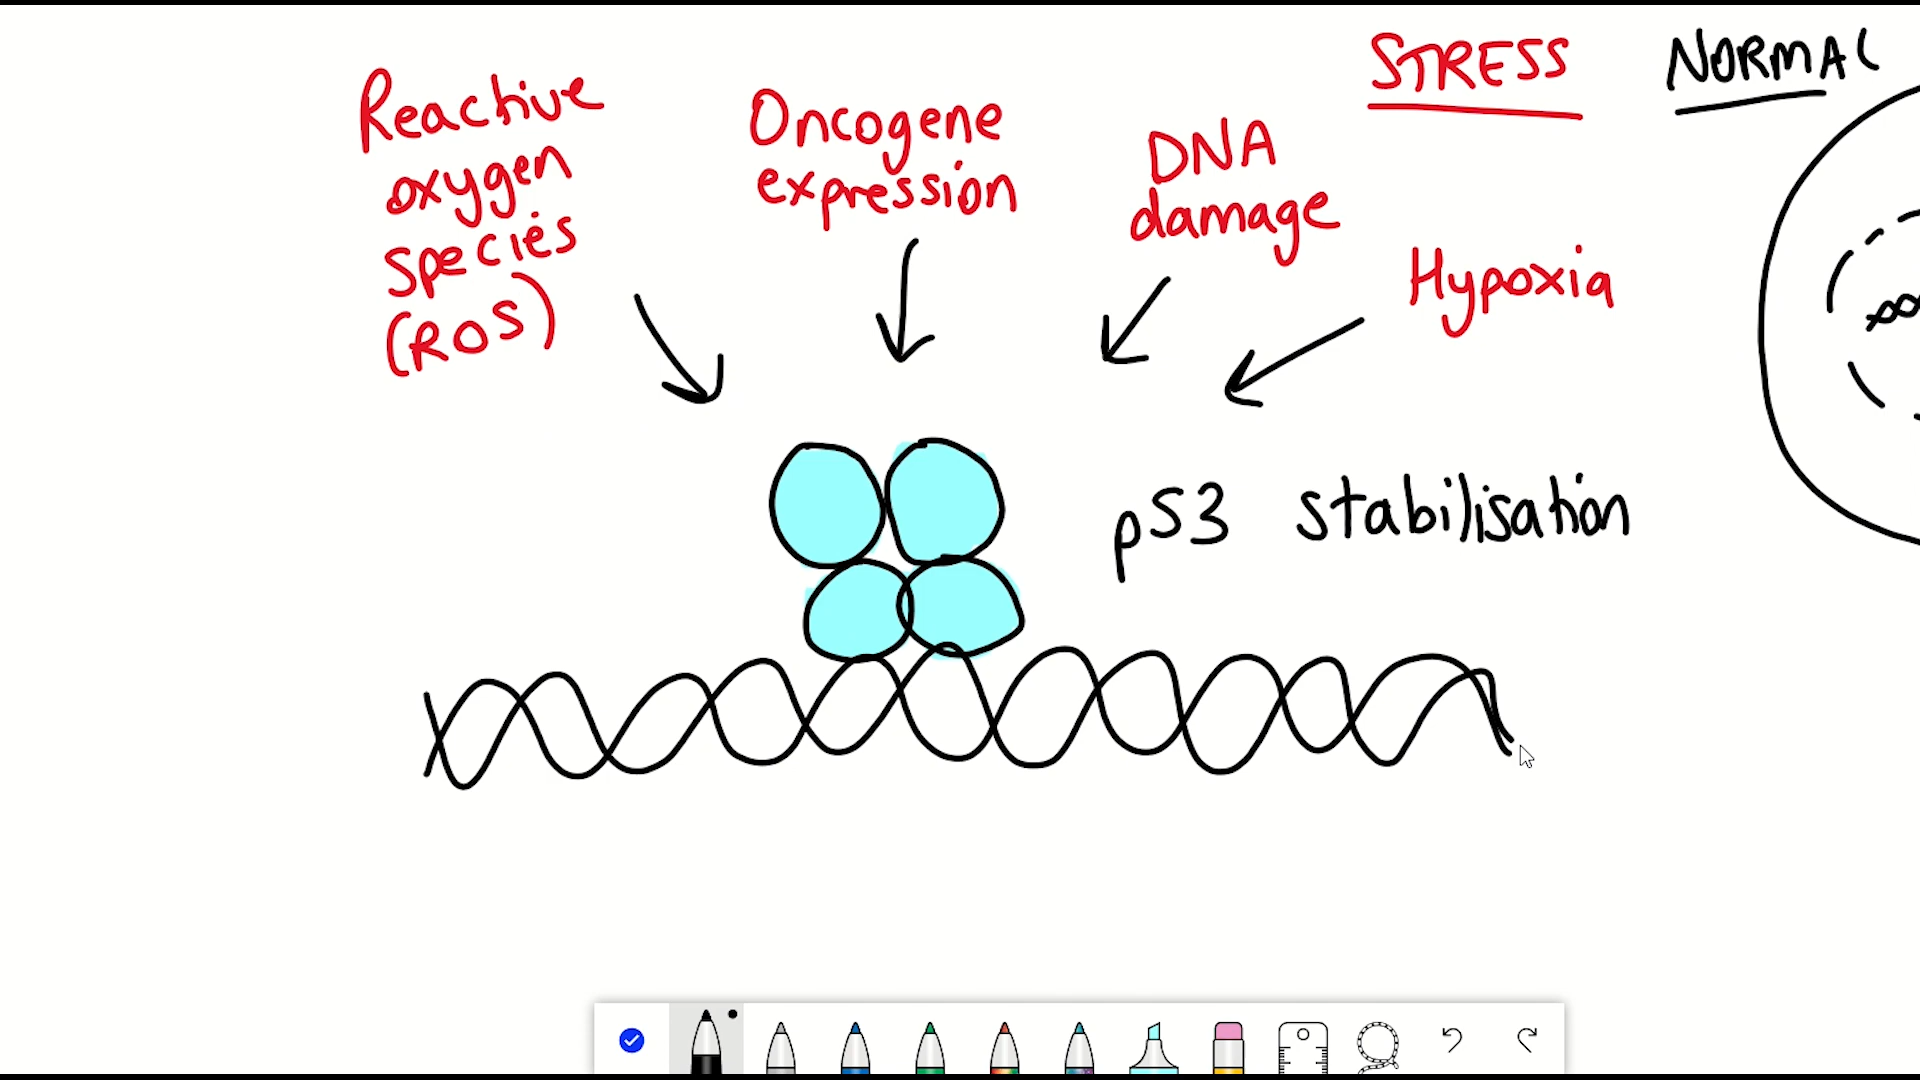 STRESS
NORMAL
Reactive
oxygen
species
(ROS)
Oncogene
expression
DNA
damage
Hypoxia
p53 stabilisation